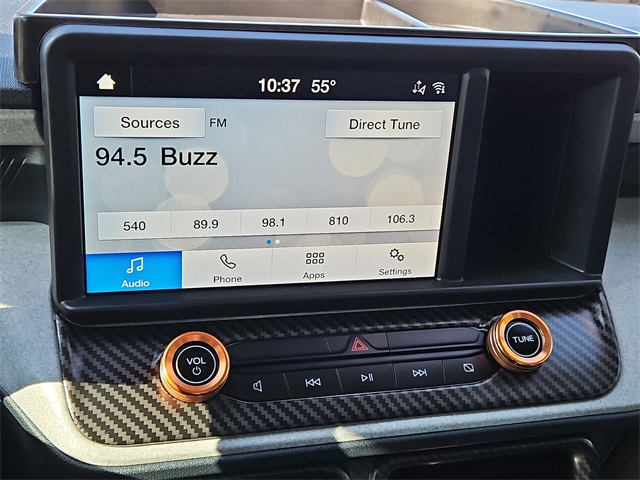 10:37 55°
Sources FM Direct Tune
94.5 Buzz
540 89.9 98.1 810 106.3
Audio Phone Apps Settings
VOL TUNE